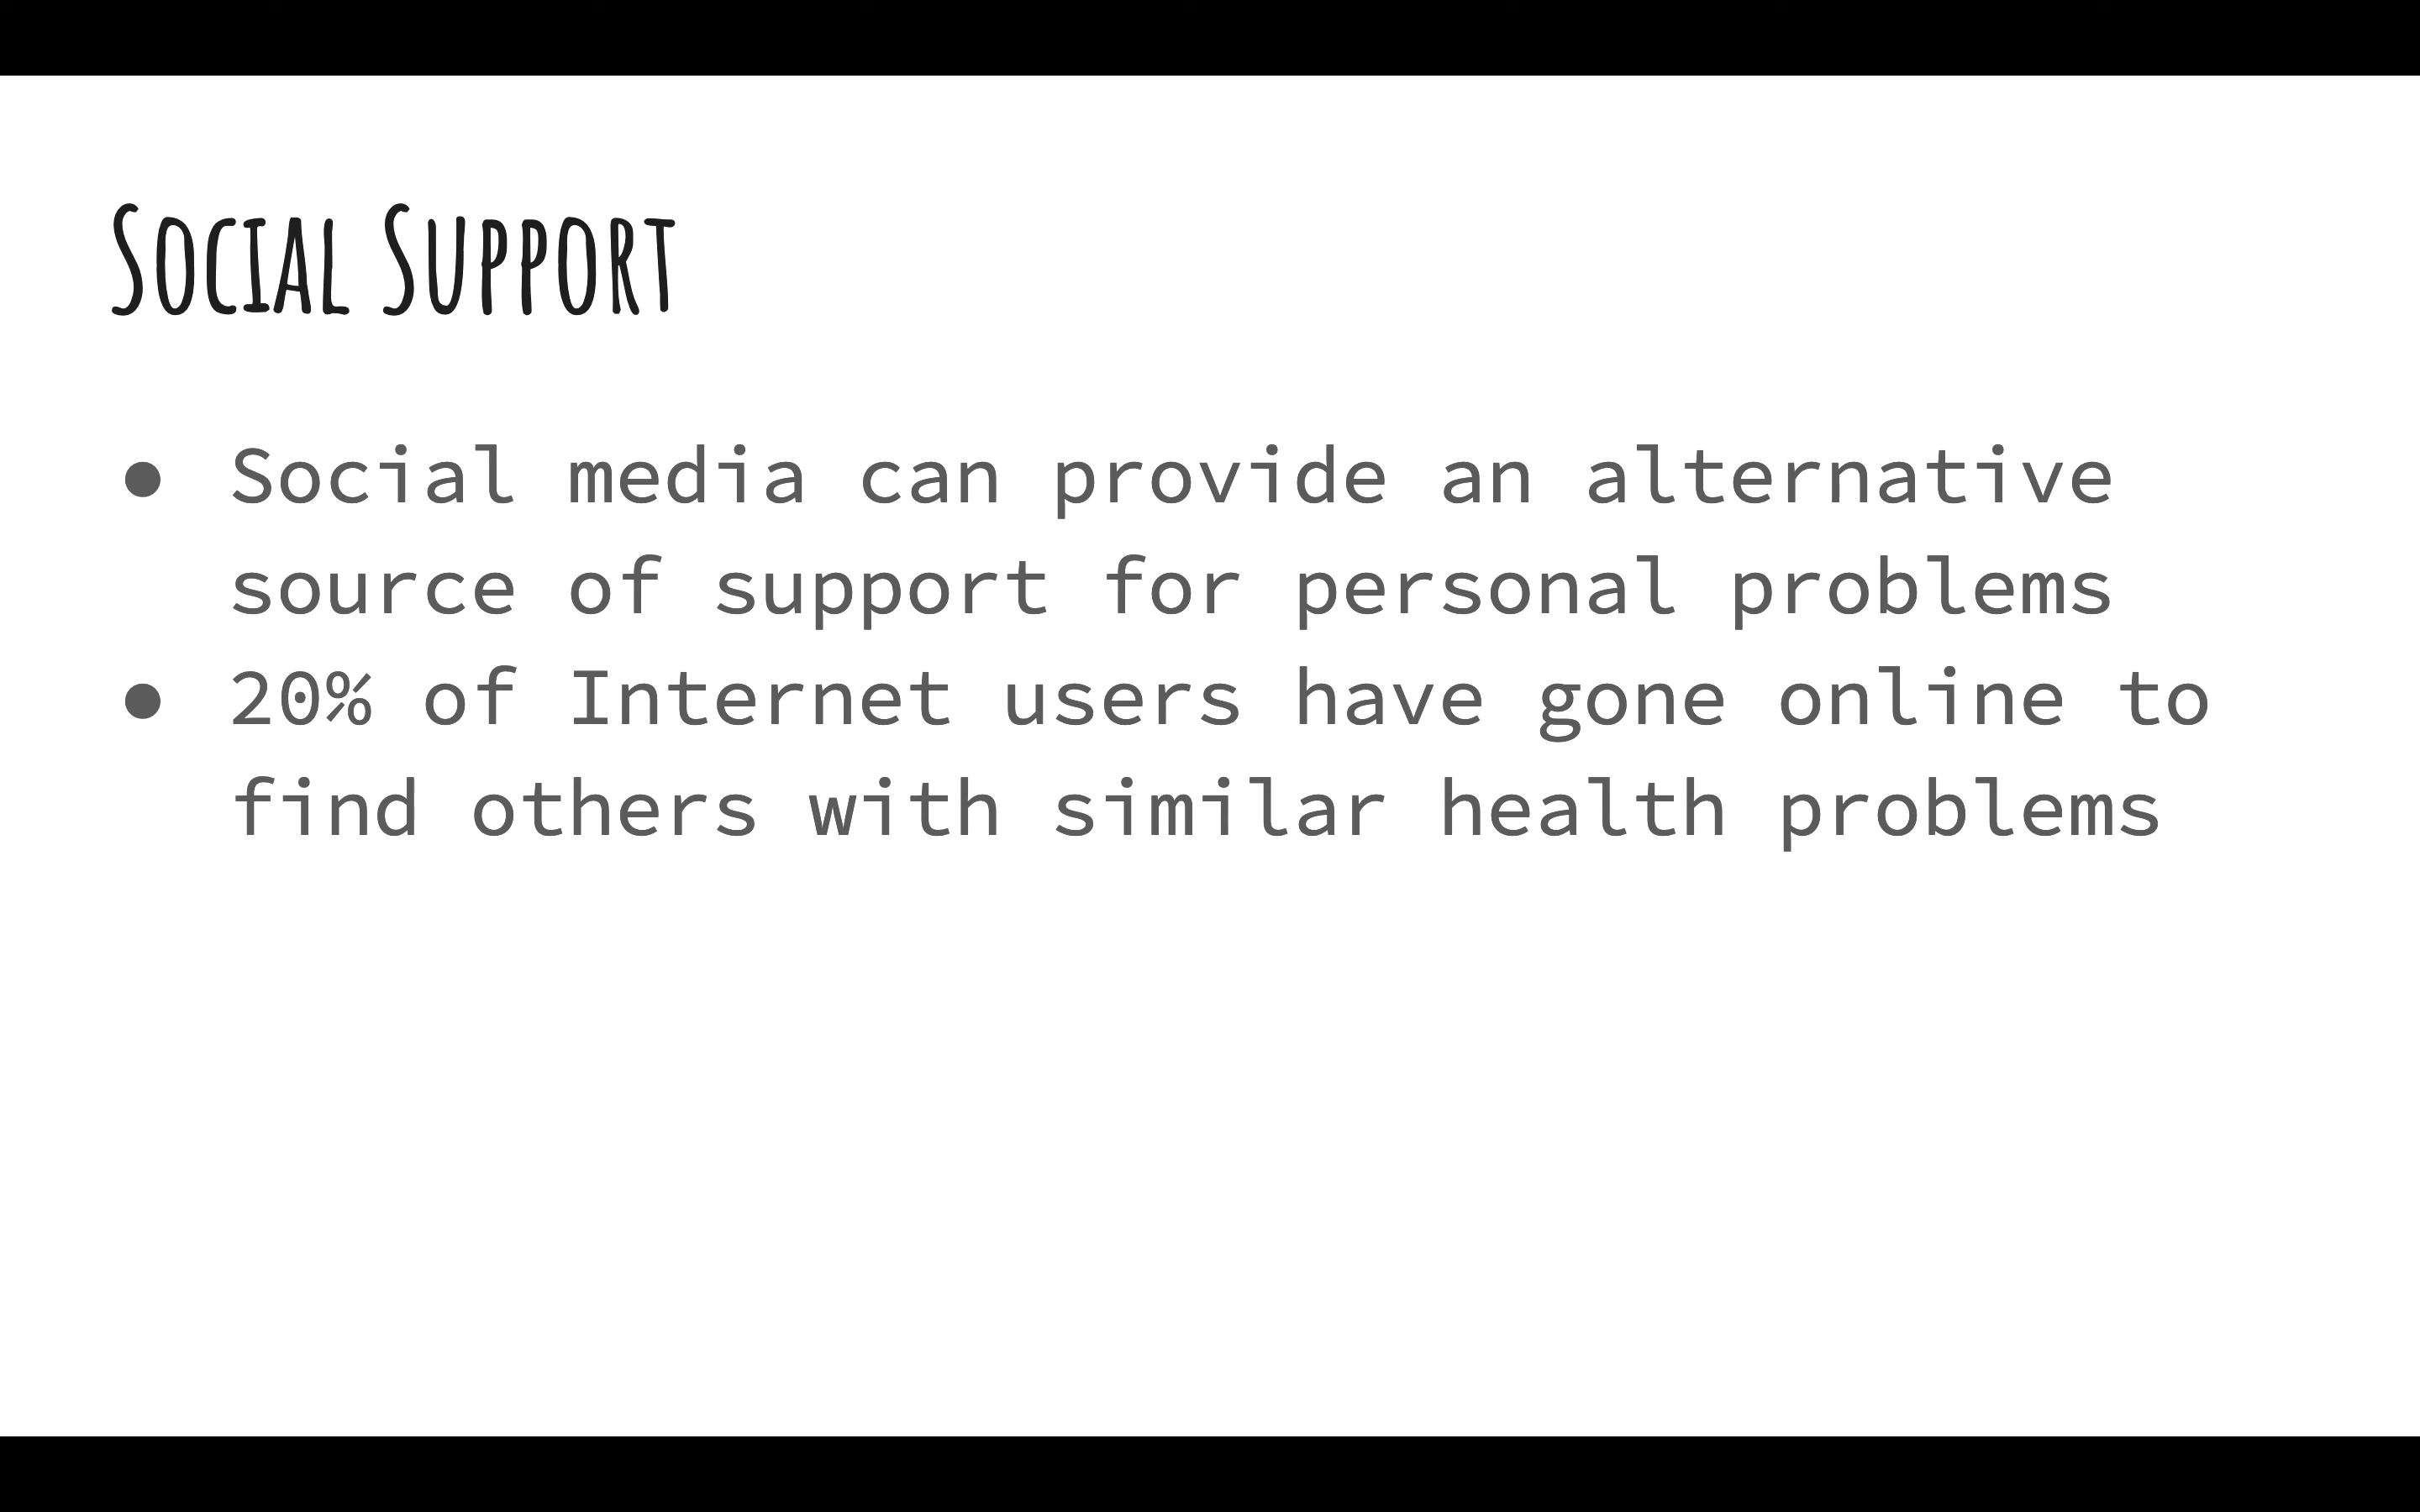 Social Support
● Social media can provide an alternative
source of support for personal problems
● 20% of Internet users have gone online to
find others with similar health problems